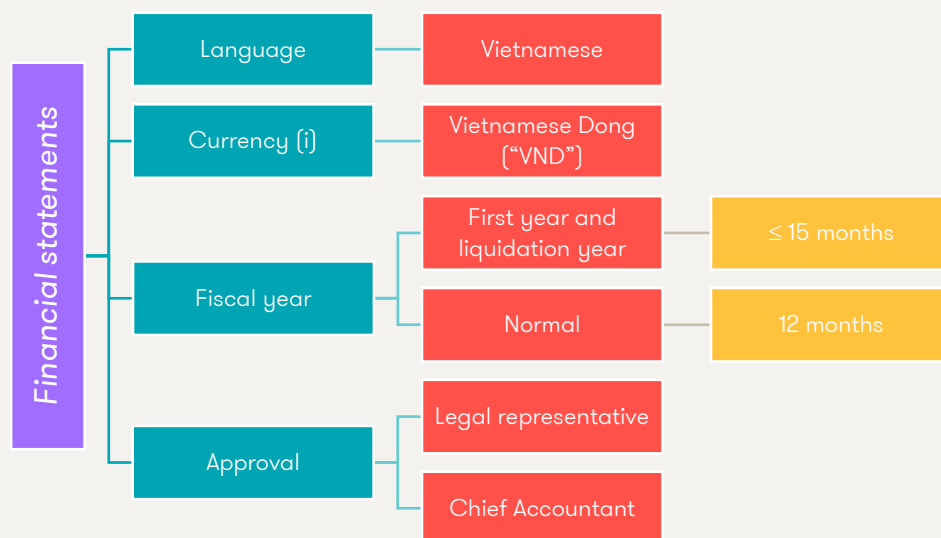 Financial statements
Language
Vietnamese
Currency (i)
Vietnamese Dong
(“VND”)
Fiscal year
First year and
liquidation year
≤ 15 months
Normal
12 months
Approval
Legal representative
Chief Accountant